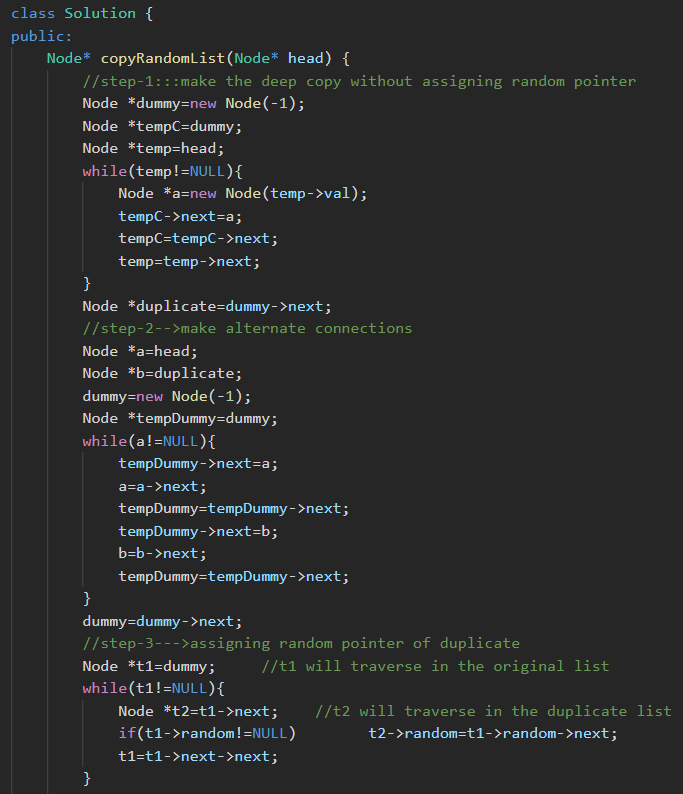 class Solution {
public:
    Node* copyRandomList(Node* head) {
        //step-1:::make the deep copy without assigning random pointer
        Node *dummy=new Node(-1);
        Node *tempC=dummy;
        Node *temp=head;
        while(temp!=NULL){
            Node *a=new Node(temp->val);
            tempC->next=a;
            tempC=tempC->next;
            temp=temp->next;
        }
        Node *duplicate=dummy->next;
        //step-2-->make alternate connections
        Node *a=head;
        Node *b=duplicate;
        dummy=new Node(-1);
        Node *tempDummy=dummy;
        while(a!=NULL){
            tempDummy->next=a;
            a=a->next;
            tempDummy=tempDummy->next;
            tempDummy->next=b;
            b=b->next;
            tempDummy=tempDummy->next;
        }
        dummy=dummy->next;
        //step-3--->assigning random pointer of duplicate
        Node *t1=dummy;     //t1 will traverse in the original list
        while(t1!=NULL){
            Node *t2=t1->next;    //t2 will traverse in the duplicate list
            if(t1->random!=NULL)        t2->random=t1->random->next;
            t1=t1->next->next;
        }